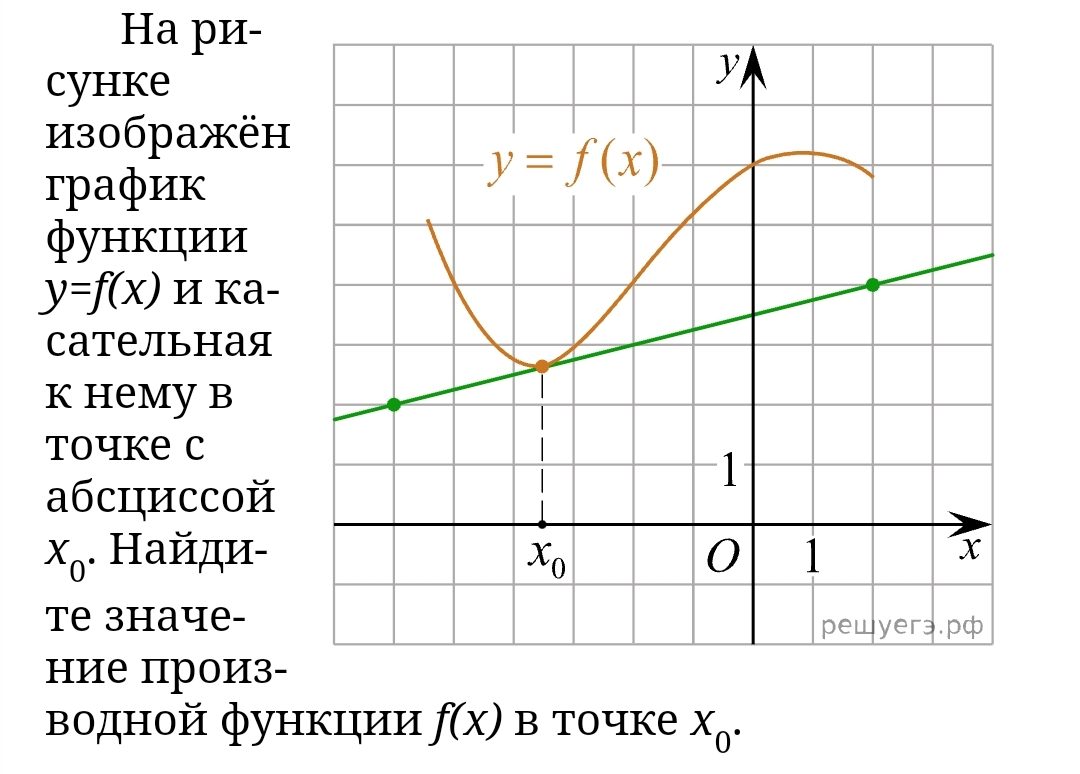 На ри-
сунке
изображён
график
функции
y=f(x) и ка-
сательная
к нему в
точке с
абсциссой
x₀. Найди-
те значе-
ние произ-
водной функции f(x) в точке x₀.
y
y = f (x)
1
x₀
O
1
x
решуегэ.рф